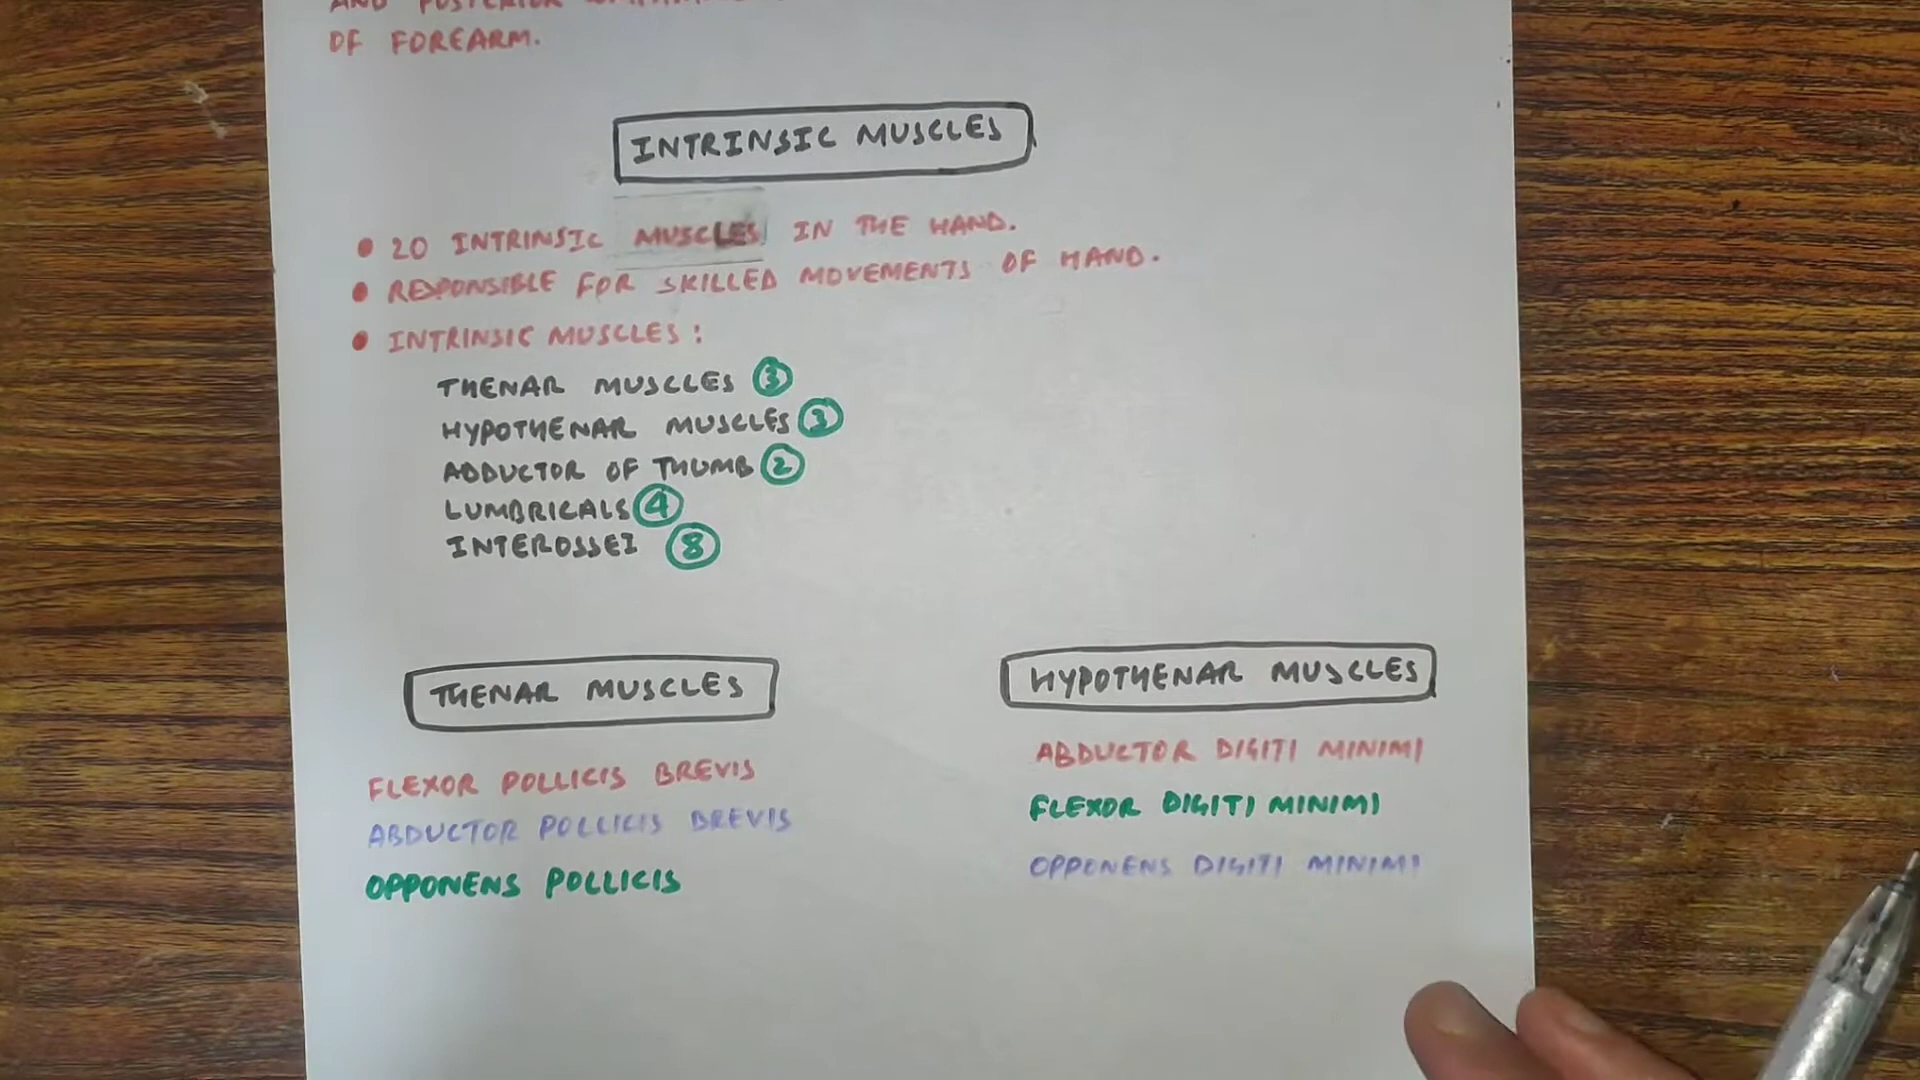 AND POSTERIOR
OF FOREARM.
INTRINSIC MUSCLES
• 20 INTRINSIC MUSCLES IN THE HAND.
• RESPONSIBLE FOR SKILLED MOVEMENTS OF HAND.
• INTRINSIC MUSCLES:
THENAR MUSCLES 3
HYPOTHENAR MUSCLES 3
ADDUCTOR OF THUMB 2
LUMBRICALS 4
INTEROSSEI 8
THENAR MUSCLES
FLEXOR POLLICIS BREVIS
ABDUCTOR POLLICIS BREVIS
OPPONENS POLLICIS
HYPOTHENAR MUSCLES
ABDUCTOR DIGITI MINIMI
FLEXOR DIGITI MINIMI
OPPONENS DIGITI MINIMI